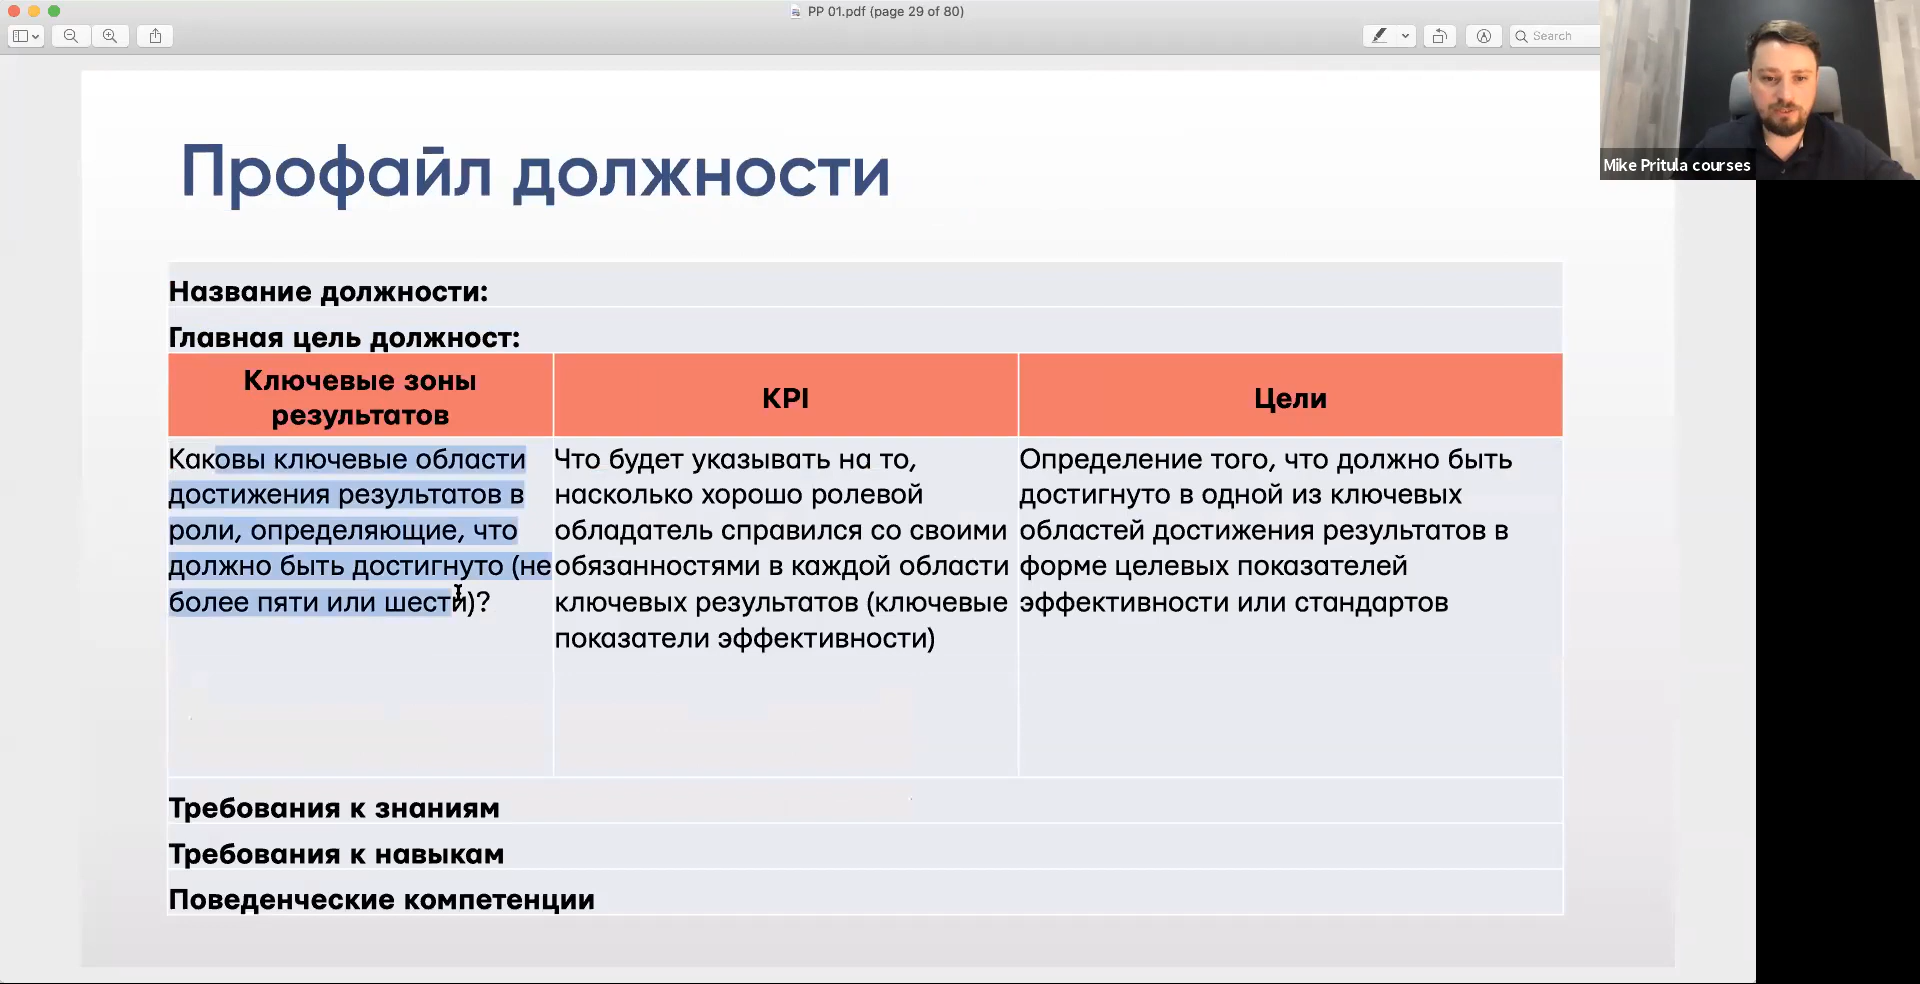 PP 01.pdf (page 29 of 80)
Search
Mike Pritula courses
Профайл должности
Название должности:
Главная цель должност:
Ключевые зоны
результатов
KPI
Цели
Каковы ключевые области
достижения результатов в
роли, определяющие, что
должно быть достигнуто (не
более пяти или шести)?
Что будет указывать на то,
насколько хорошо ролевой
обладатель справился со своими
обязанностями в каждой области
ключевых результатов (ключевые
показатели эффективности)
Определение того, что должно быть
достигнуто в одной из ключевых
областей достижения результатов в
форме целевых показателей
эффективности или стандартов
Требования к знаниям
Требования к навыкам
Поведенческие компетенции